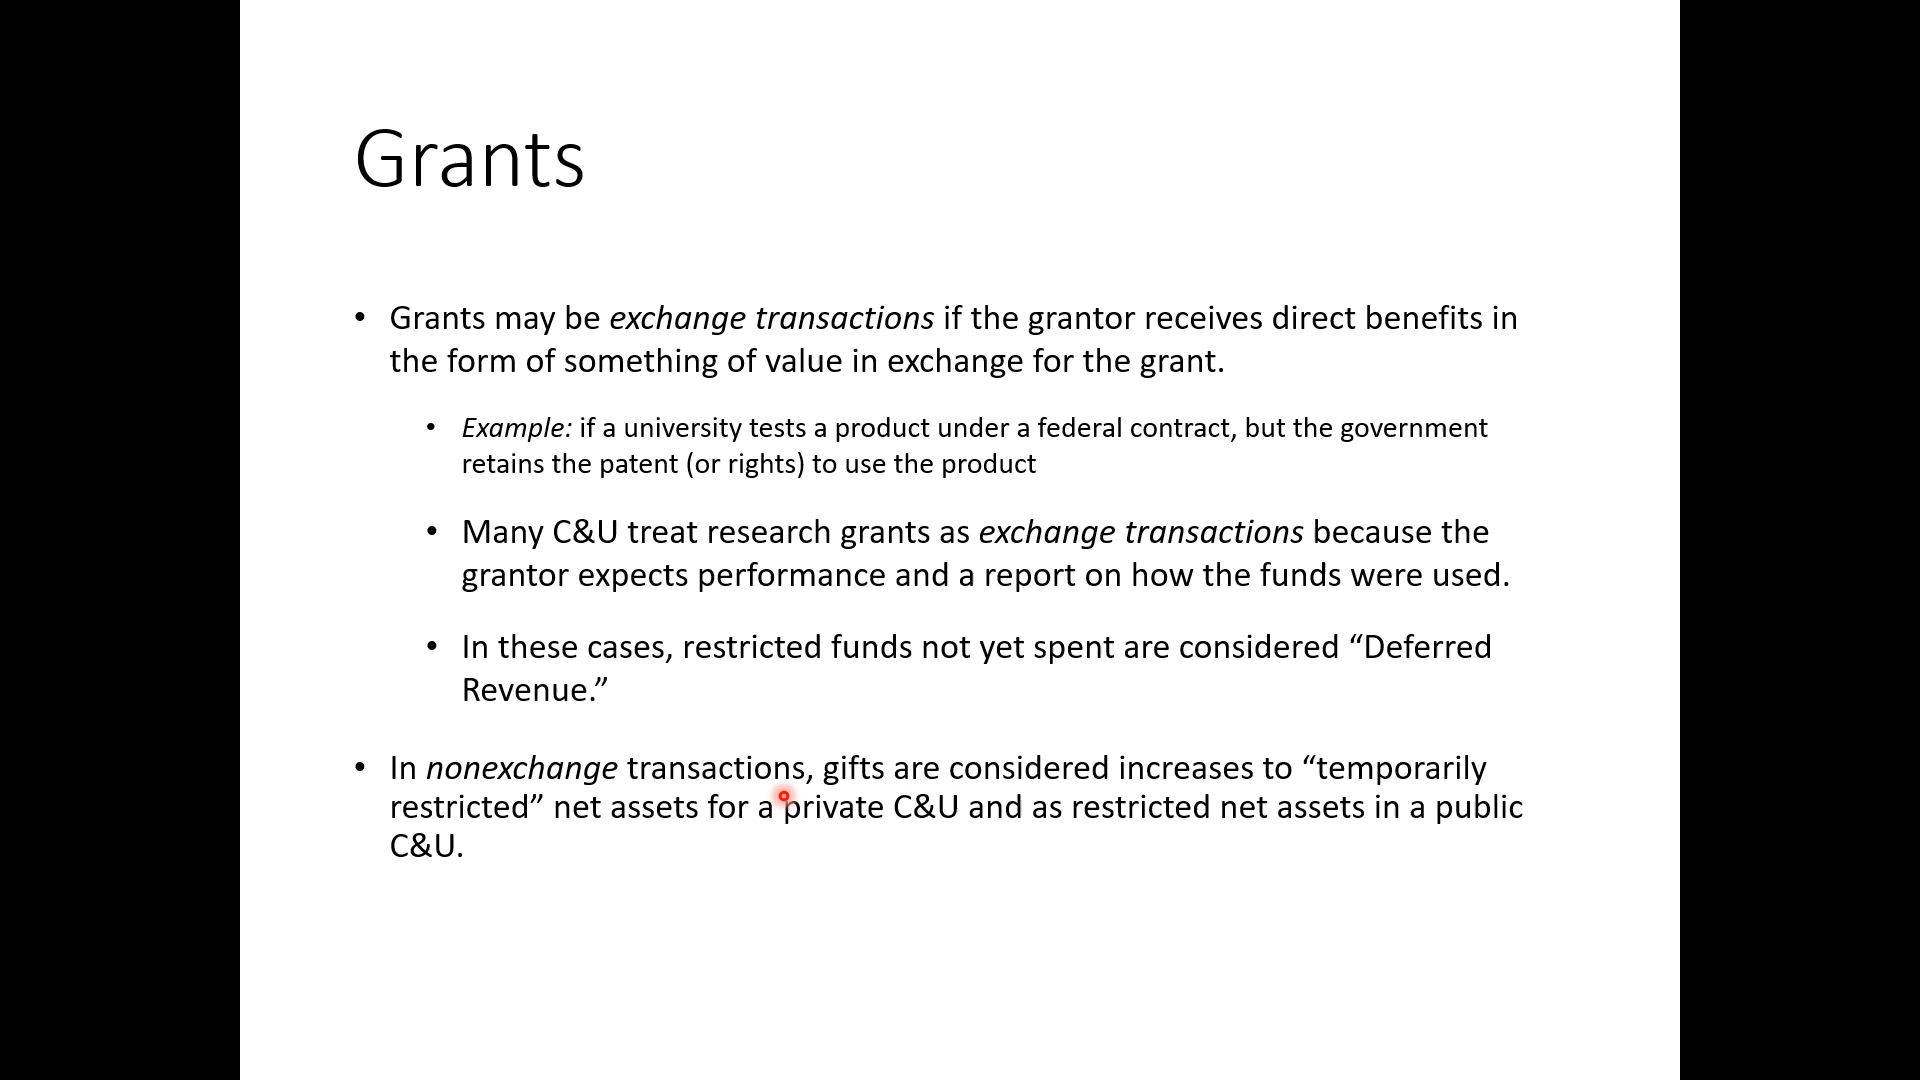 Grants
• Grants may be exchange transactions if the grantor receives direct benefits in
the form of something of value in exchange for the grant.
• Example: if a university tests a product under a federal contract, but the government
retains the patent (or rights) to use the product
• Many C&U treat research grants as exchange transactions because the
grantor expects performance and a report on how the funds were used.
• In these cases, restricted funds not yet spent are considered “Deferred
Revenue.”
• In nonexchange transactions, gifts are considered increases to “temporarily
restricted” net assets for a private C&U and as restricted net assets in a public
C&U.